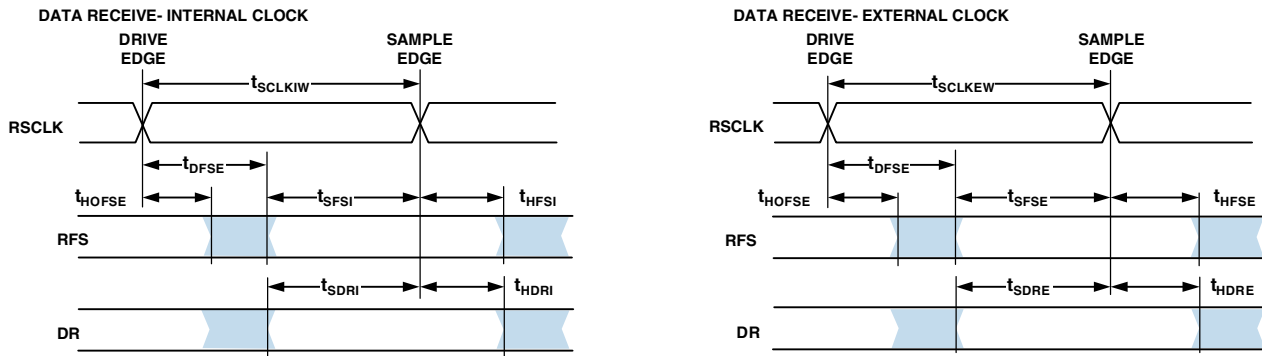 DATA RECEIVE- INTERNAL CLOCK
DRIVE
EDGE
SAMPLE
EDGE
tSCLKIW
RSCLK
tDFSE
tHOFSE
tSFSI
tHFSI
RFS
tSDRI
tHDRI
DR
DATA RECEIVE- EXTERNAL CLOCK
DRIVE
EDGE
SAMPLE
EDGE
tSCLKEW
RSCLK
tDFSE
tHOFSE
tSFSE
tHFSE
RFS
tSDRE
tHDRE
DR